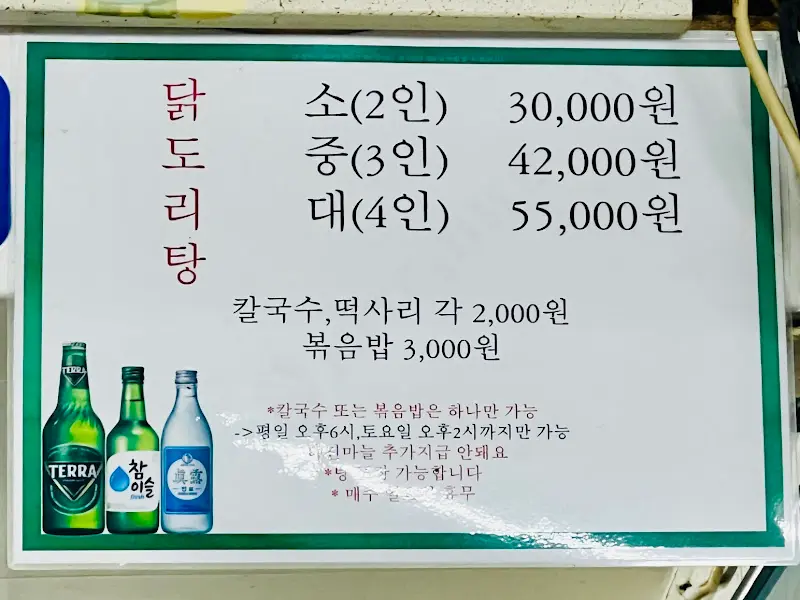 닭도리탕
소(2인) 30,000원
중(3인) 42,000원
대(4인) 55,000원
칼국수,떡사리 각 2,000원
볶음밥 3,000원
*칼국수 또는 볶음밥은 하나만 가능
->평일 오후6시,토요일 오후2시까지만 가능
추가지급 안돼요
가능합니다
* 매주 휴무
TERRA
TERRA
참이슬
fresh
眞露